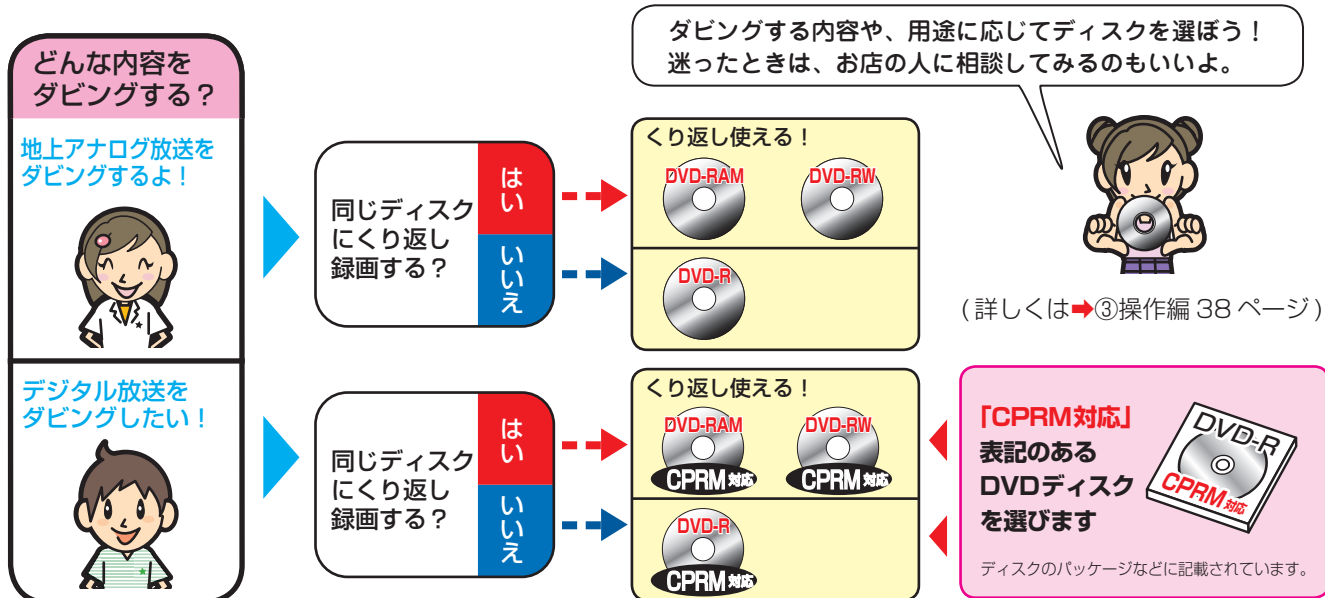 ダビングする内容や、用途に応じてディスクを選ぼう！
迷ったときは、お店の人に相談してみるのもいいよ。
どんな内容を
ダビングする？
地上アナログ放送を
ダビングするよ！
同じディスク
にくり返し
録画する？
はい
いいえ
くり返し使える！
DVD-RAM
DVD-RW
DVD-R
(詳しくは➡③操作編 38 ページ)
デジタル放送を
ダビングしたい！
同じディスク
にくり返し
録画する？
はい
いいえ
くり返し使える！
DVD-RAM
CPRM対応
DVD-RW
CPRM対応
DVD-R
CPRM対応
「CPRM対応」
表記のある
DVDディスク
を選びます
DVD-R
CPRM対応
ディスクのパッケージなどに記載されています。